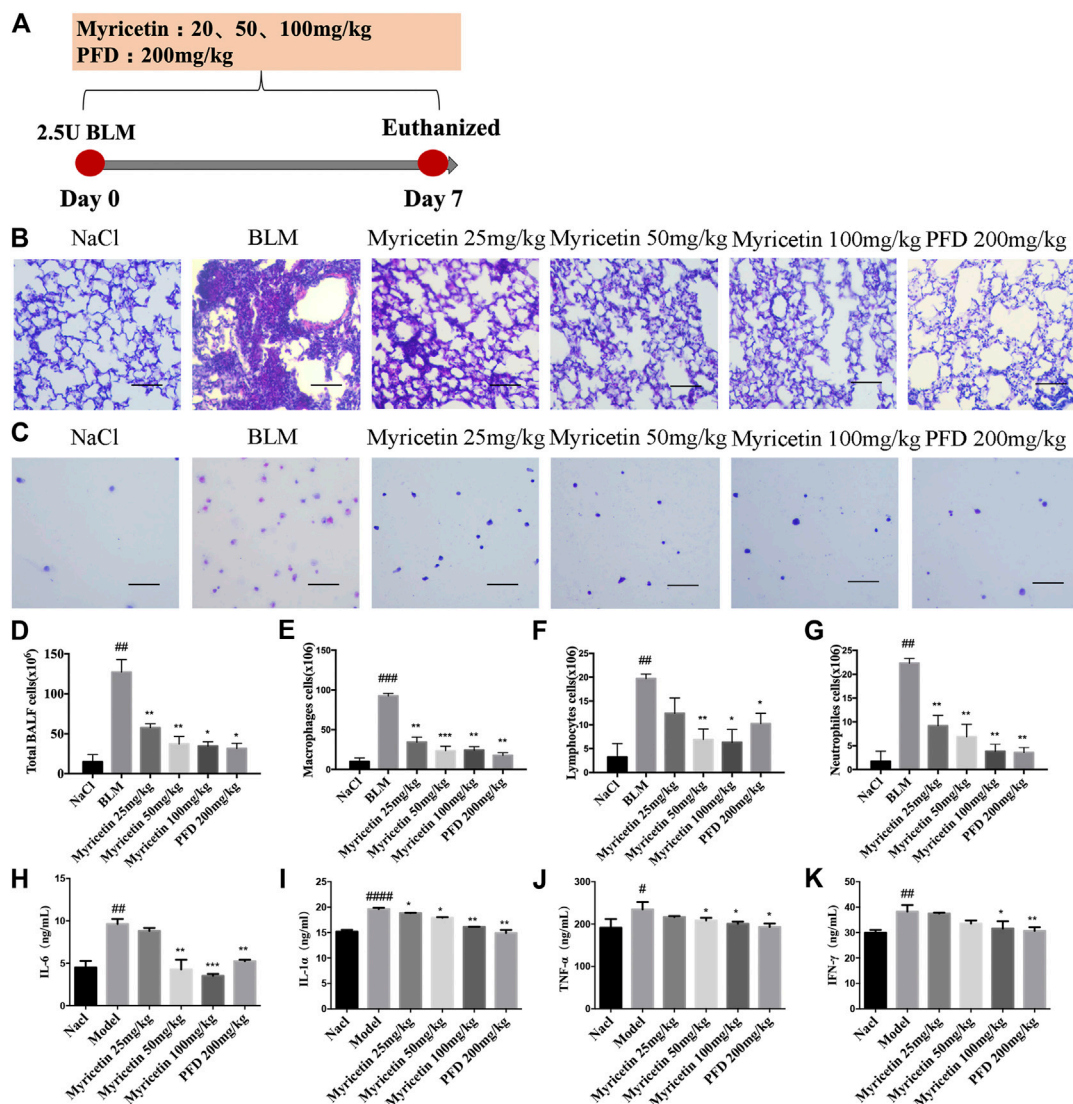 A
Myricetin：20、50、100mg/kg
PFD：200mg/kg
2.5U BLM
Euthanized
Day 0
Day 7
B
NaCl
BLM
Myricetin 25mg/kg
Myricetin 50mg/kg
Myricetin 100mg/kg
PFD 200mg/kg
C
NaCl
BLM
Myricetin 25mg/kg
Myricetin 50mg/kg
Myricetin 100mg/kg
PFD 200mg/kg
D
Total BALF cells(x10⁶)
150
100
50
0
##
**
**
*
*
NaCl
BLM
Myricetin 25mg/kg
Myricetin 50mg/kg
Myricetin 100mg/kg
PFD 200mg/kg
E
Macrophages cells(x106)
150
100
50
0
###
**
***
**
**
NaCl
BLM
Myricetin 25mg/kg
Myricetin 50mg/kg
Myricetin 100mg/kg
PFD 200mg/kg
F
Lymphocytes cells(x106)
25
20
15
10
5
0
##
**
*
*
NaCl
BLM
Myricetin 25mg/kg
Myricetin 50mg/kg
Myricetin 100mg/kg
PFD 200mg/kg
G
Neutrophiles cells(x106)
25
20
15
10
5
0
##
**
**
**
**
NaCl
BLM
Myricetin 25mg/kg
Myricetin 50mg/kg
Myricetin 100mg/kg
PFD 200mg/kg
H
IL-6 （ng/mL）
15
10
5
0
##
**
***
**
Nacl
Model
Myricetin 25mg/kg
Myricetin 50mg/kg
Myricetin 100mg/kg
PFD 200mg/kg
I
IL-1α （ng/ml）
25
20
15
10
5
0
####
*
*
**
**
Nacl
Model
Myricetin 25mg/kg
Myricetin 50mg/kg
Myricetin 100mg/kg
PFD 200mg/kg
J
TNF-α （ng/mL）
300
200
100
0
#
*
*
*
Nacl
Model
Myricetin 25mg/kg
Myricetin 50mg/kg
Myricetin 100mg/kg
PFD 200mg/kg
K
IFN-γ （ng/mL）
50
40
30
20
10
0
##
*
**
Nacl
Model
Myricetin 25mg/kg
Myricetin 50mg/kg
Myricetin 100mg/kg
PFD 200mg/kg